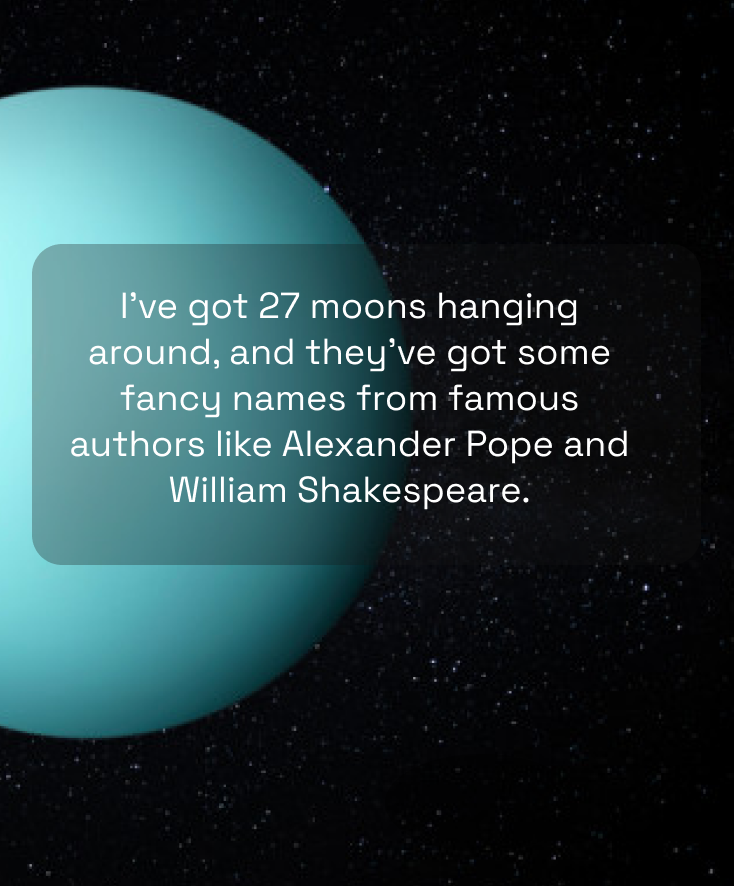 I’ve got 27 moons hanging
around, and they’ve got some
fancy names from famous
authors like Alexander Pope and
William Shakespeare.